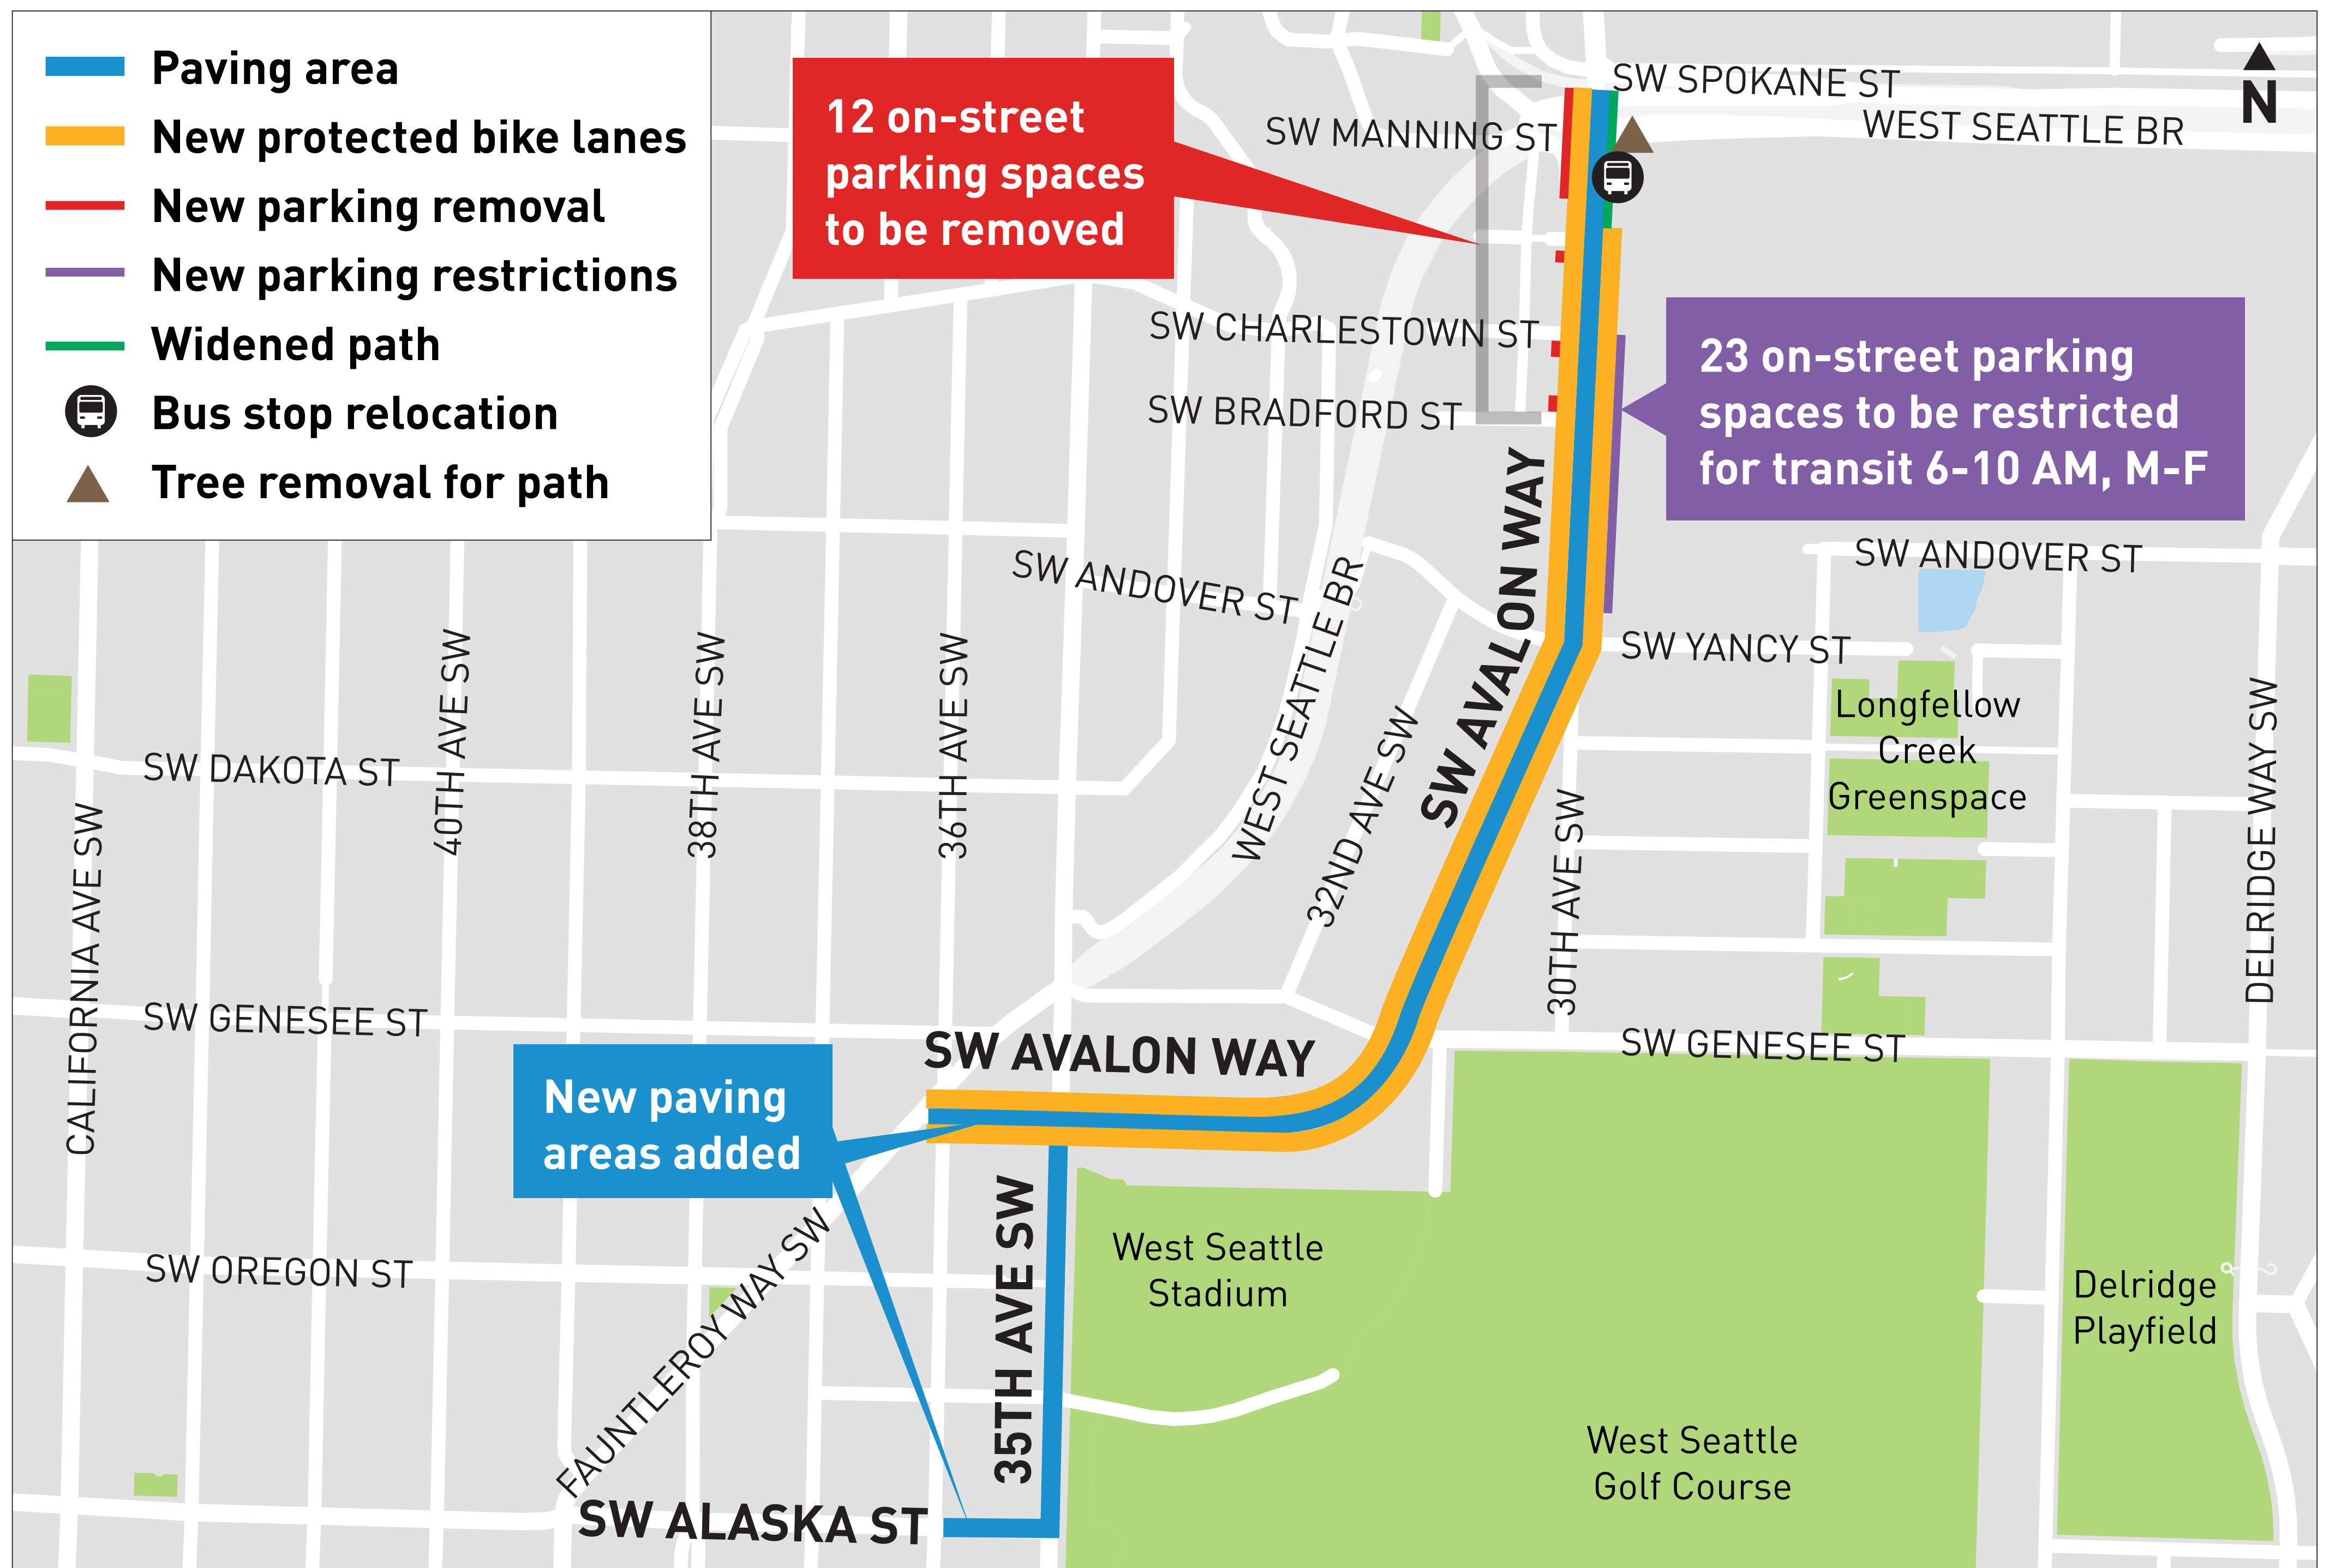 Paving area
New protected bike lanes
New parking removal
New parking restrictions
Widened path
Bus stop relocation
Tree removal for path
12 on-street
parking spaces
to be removed
SW SPOKANE ST
WEST SEATTLE BR
N
SW MANNING ST
SW CHARLESTOWN ST
SW BRADFORD ST
23 on-street parking
spaces to be restricted
for transit 6-10 AM, M-F
SW ANDOVER ST
SW ANDOVER ST
WEST SEATTLE BR
SW AVALON WAY
SW YANCY ST
Longfellow
Creek
Greenspace
DELRIDGE WAY SW
40TH AVE SW
38TH AVE SW
36TH AVE SW
32ND AVE SW
30TH AVE SW
SW DAKOTA ST
CALIFORNIA AVE SW
SW GENESEE ST
SW AVALON WAY
SW GENESEE ST
New paving
areas added
35TH AVE SW
West Seattle
Stadium
SW OREGON ST
FAUNTLEROY WAY SW
Delridge
Playfield
West Seattle
Golf Course
SW ALASKA ST